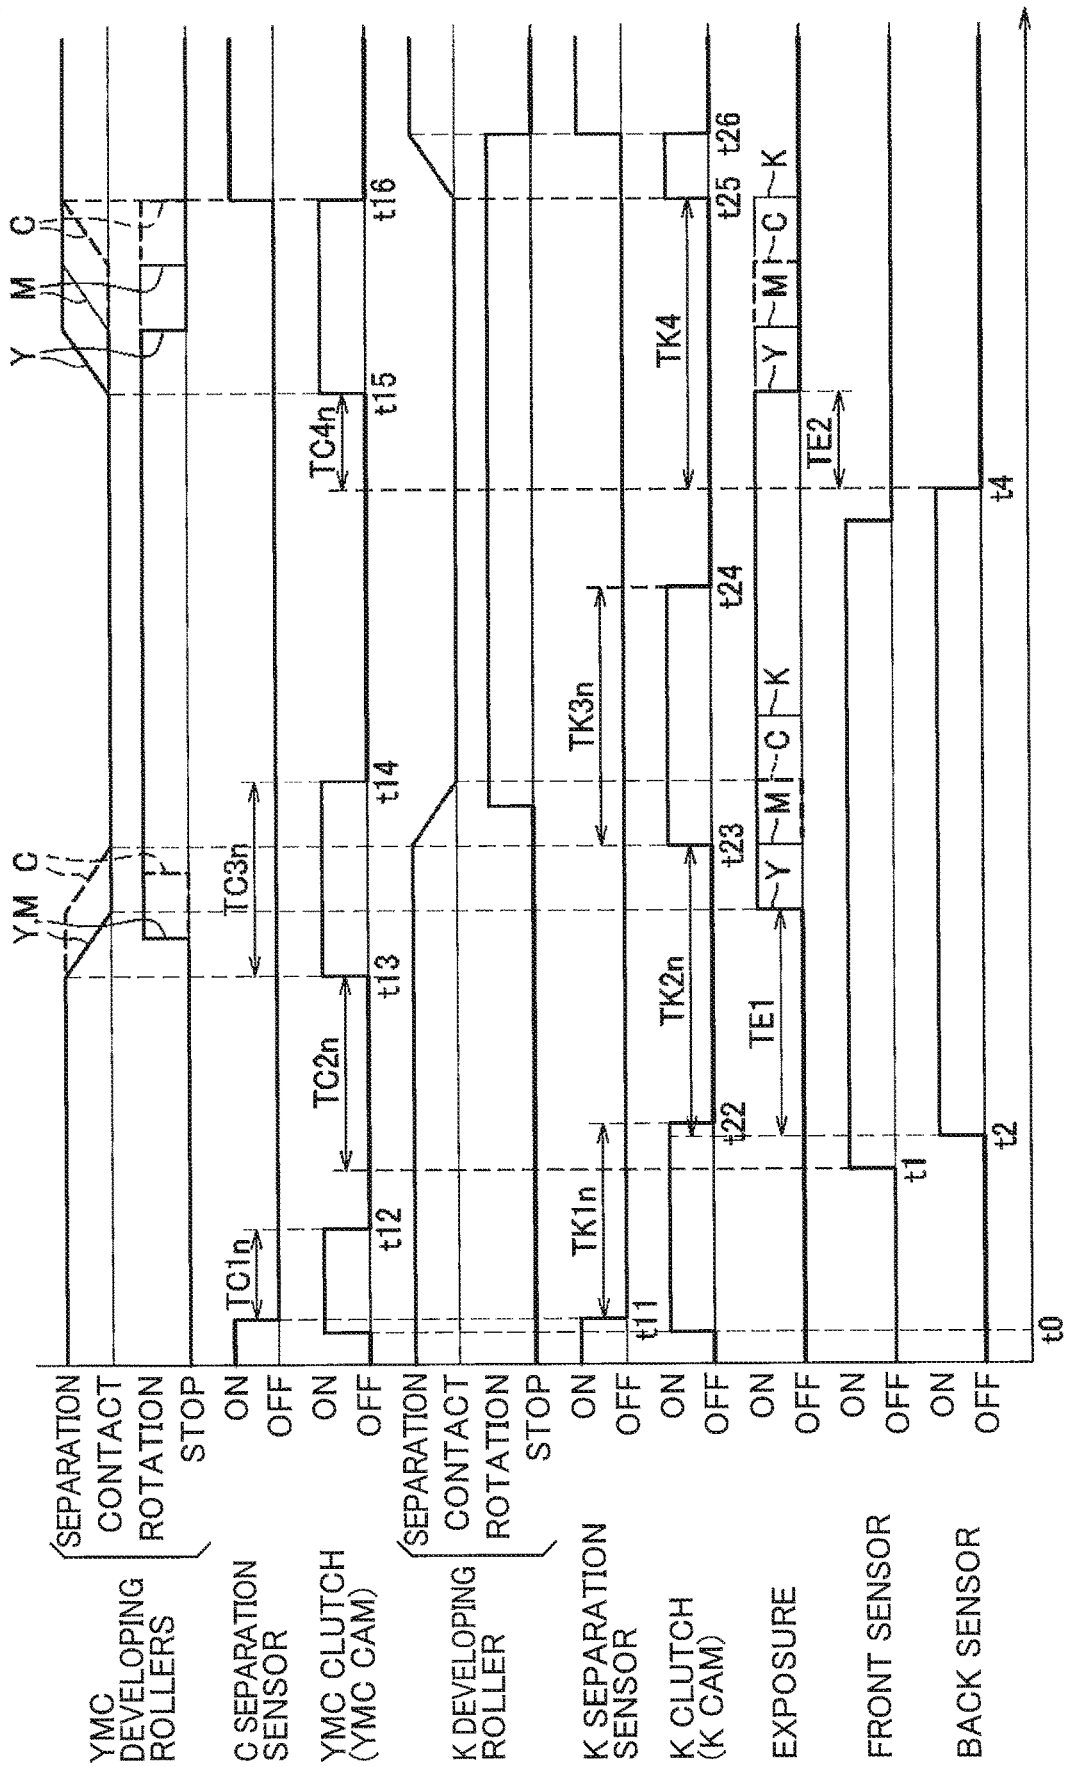 YMC
DEVELOPING
ROLLERS
SEPARATION
CONTACT
ROTATION
STOP
Y,M
C
Y
M
C
C SEPARATION
SENSOR
ON
OFF
TC1n
TC3n
YMC CLUTCH
(YMC CAM)
ON
OFF
TC2n
TC4n
t12
t13
t14
t15
t16
K DEVELOPING
ROLLER
SEPARATION
CONTACT
ROTATION
STOP
K SEPARATION
SENSOR
ON
OFF
t11
TK1n
TK3n
K CLUTCH
(K CAM)
ON
OFF
TK2n
TK4
t22
t23
t24
t25
t26
EXPOSURE
ON
OFF
TE1
Y
M
C
K
Y
M
C
K
TE2
FRONT SENSOR
ON
OFF
t1
BACK SENSOR
ON
OFF
t2
t4
t0